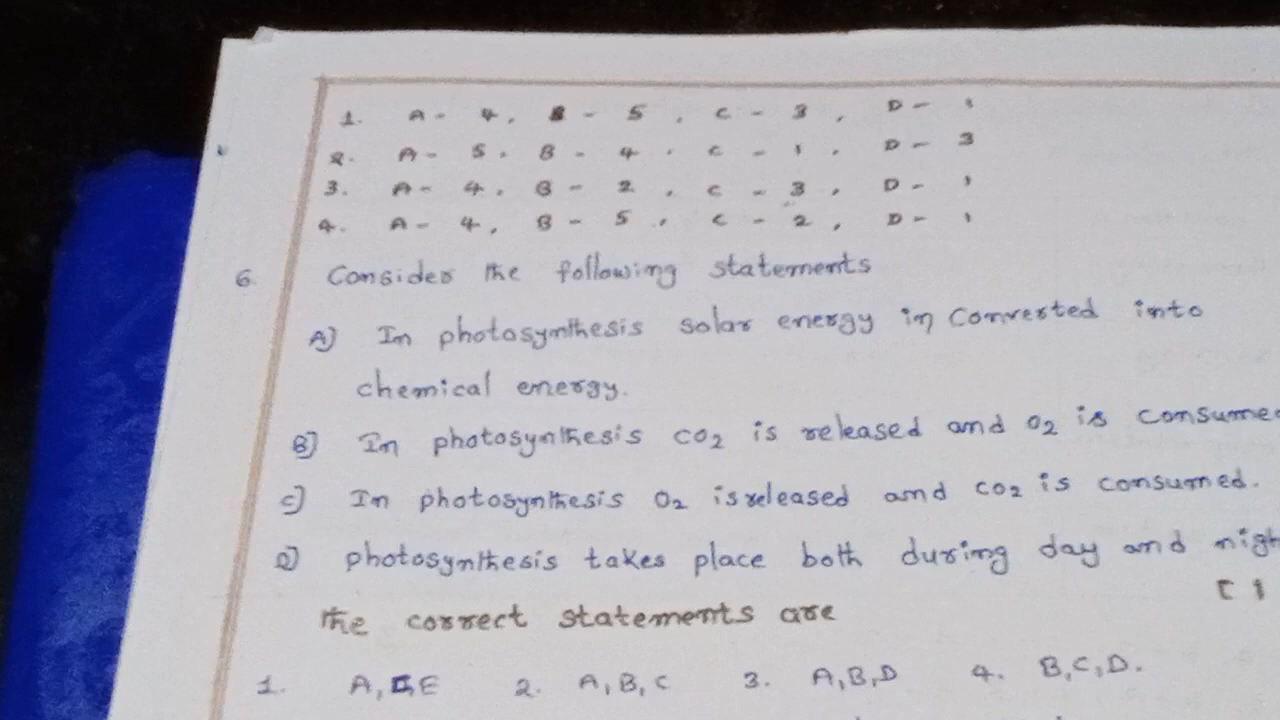 1. A - 4, B - 5, C - 3, D - 1
2. A - 5, B - 4, C - 1, D - 3
3. A - 4, B - 2, C - 3, D - 1
4. A - 4, B - 5, C - 2, D - 1
6. Consider the following statements
A) In photosynthesis solar energy in converted into
chemical energy.
B) In photosynthesis CO2 is released and O2 is consume
C) In photosynthesis O2 is released and CO2 is consumed.
D) photosynthesis takes place both during day and nigh
[ ]
The correct statements are
1. A, E 2. A, B, C 3. A, B, D 4. B, C, D.